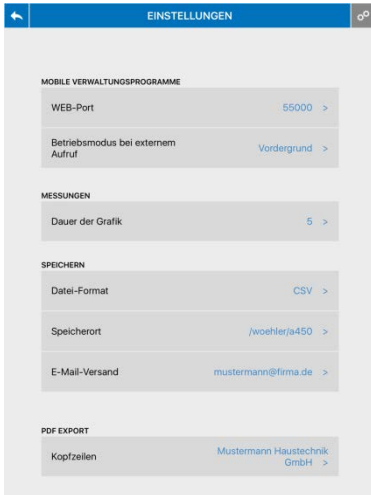 EINSTELLUNGEN
MOBILE VERWALTUNGSPROGRAMME
WEB-Port 55000 >
Betriebsmodus bei externem
Aufruf Vordergrund >
MESSUNGEN
Dauer der Grafik 5 >
SPEICHERN
Datei-Format CSV >
Speicherort /woehler/a450 >
E-Mail-Versand mustermann@firma.de >
PDF EXPORT
Kopfzeilen Mustermann Haustechnik
GmbH >